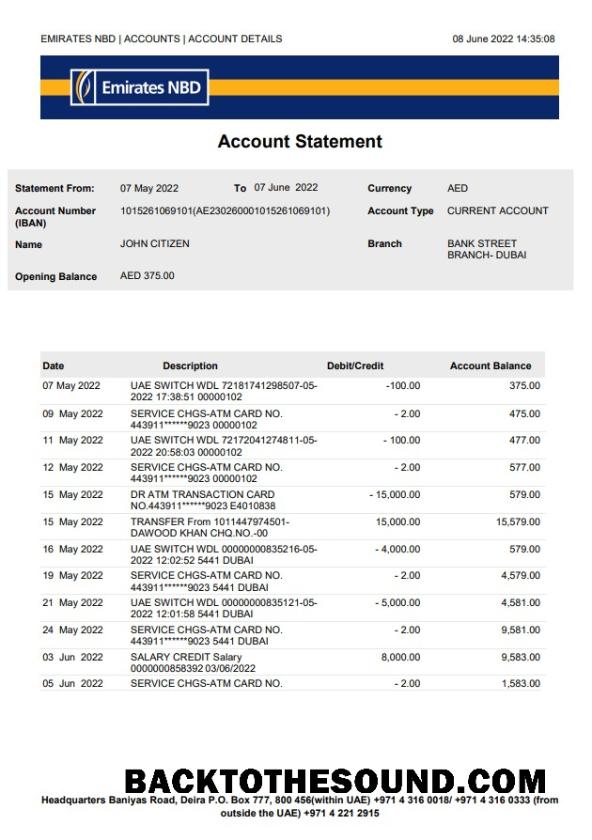 EMIRATES NBD | ACCOUNTS | ACCOUNT DETAILS 08 June 2022 14:35:08
Emirates NBD
Account Statement
Statement From: 07 May 2022 To 07 June 2022 Currency AED
Account Number 1015261069101(AE230260001015261069101) Account Type CURRENT ACCOUNT
(IBAN)
Name JOHN CITIZEN Branch BANK STREET
BRANCH- DUBAI
Opening Balance AED 375.00
Date Description Debit/Credit Account Balance
07 May 2022 UAE SWITCH WDL 72181741298507-05- -100.00 375.00
2022 17:38:51 00000102
09 May 2022 SERVICE CHGS-ATM CARD NO. - 2.00 475.00
443911******9023 00000102
11 May 2022 UAE SWITCH WDL 72172041274811-05- - 100.00 477.00
2022 20:58:03 00000102
12 May 2022 SERVICE CHGS-ATM CARD NO. - 2.00 577.00
443911******9023 00000102
15 May 2022 DR ATM TRANSACTION CARD - 15,000.00 579.00
NO.443911******9023 E4010838
15 May 2022 TRANSFER From 1011447974501- 15,000.00 15,579.00
DAWOOD KHAN CHQ.NO.-00
16 May 2022 UAE SWITCH WDL 00000000835216-05- - 4,000.00 579.00
2022 12:02:52 5441 DUBAI
19 May 2022 SERVICE CHGS-ATM CARD NO. - 2.00 4,579.00
443911******9023 5441 DUBAI
21 May 2022 UAE SWITCH WDL 00000000835121-05- - 5,000.00 4,581.00
2022 12:01:58 5441 DUBAI
24 May 2022 SERVICE CHGS-ATM CARD NO. - 2.00 9,581.00
443911******9023 5441 DUBAI
03 Jun 2022 SALARY CREDIT Salary 8,000.00 9,583.00
0000000858392 03/06/2022
05 Jun 2022 SERVICE CHGS-ATM CARD NO. - 2.00 1,583.00
BACKTOTHESOUND.COM
Headquarters Baniyas Road, Deira P.O. Box 777, 800 456(within UAE) +971 4 316 0018/ +971 4 316 0333 (from
outside the UAE) +971 4 221 2915